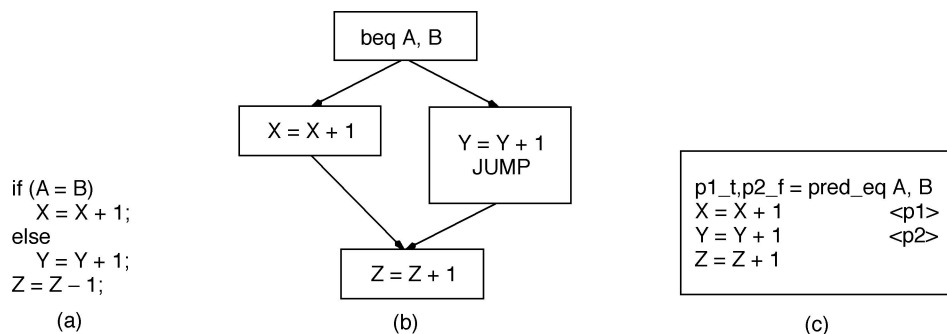 if (A = B)
X = X + 1;
else
Y = Y + 1;
Z = Z – 1;
(a)
beq A, B
X = X + 1
Y = Y + 1
JUMP
Z = Z + 1
(b)
p1_t,p2_f = pred_eq A, B
X = X + 1 <p1>
Y = Y + 1 <p2>
Z = Z + 1
(c)